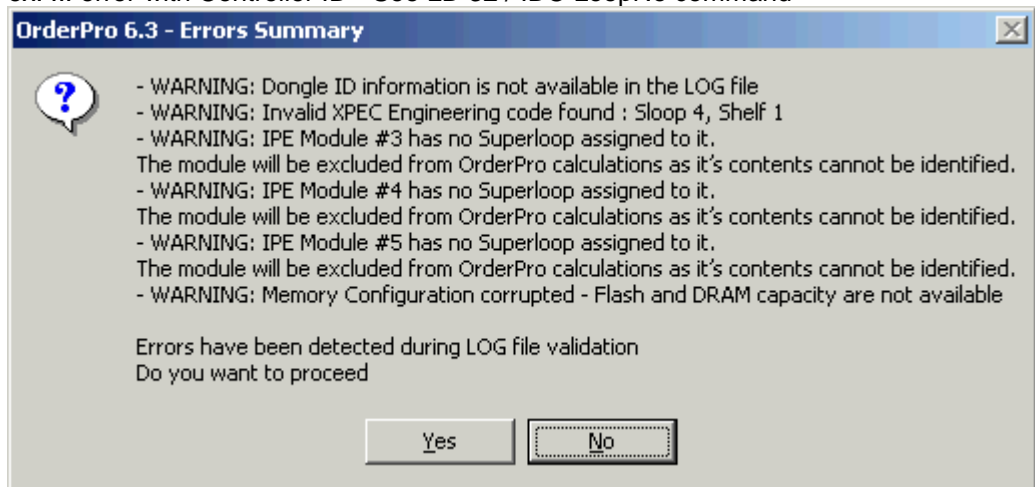 OrderPro 6.3 - Errors Summary
- WARNING: Dongle ID information is not available in the LOG file
- WARNING: Invalid XPEC Engineering code found : Sloop 4, Shelf 1
- WARNING: IPE Module #3 has no Superloop assigned to it.
The module will be excluded from OrderPro calculations as it's contents cannot be identified.
- WARNING: IPE Module #4 has no Superloop assigned to it.
The module will be excluded from OrderPro calculations as it's contents cannot be identified.
- WARNING: IPE Module #5 has no Superloop assigned to it.
The module will be excluded from OrderPro calculations as it's contents cannot be identified.
- WARNING: Memory Configuration corrupted - Flash and DRAM capacity are not available
Errors have been detected during LOG file validation
Do you want to proceed
Yes No